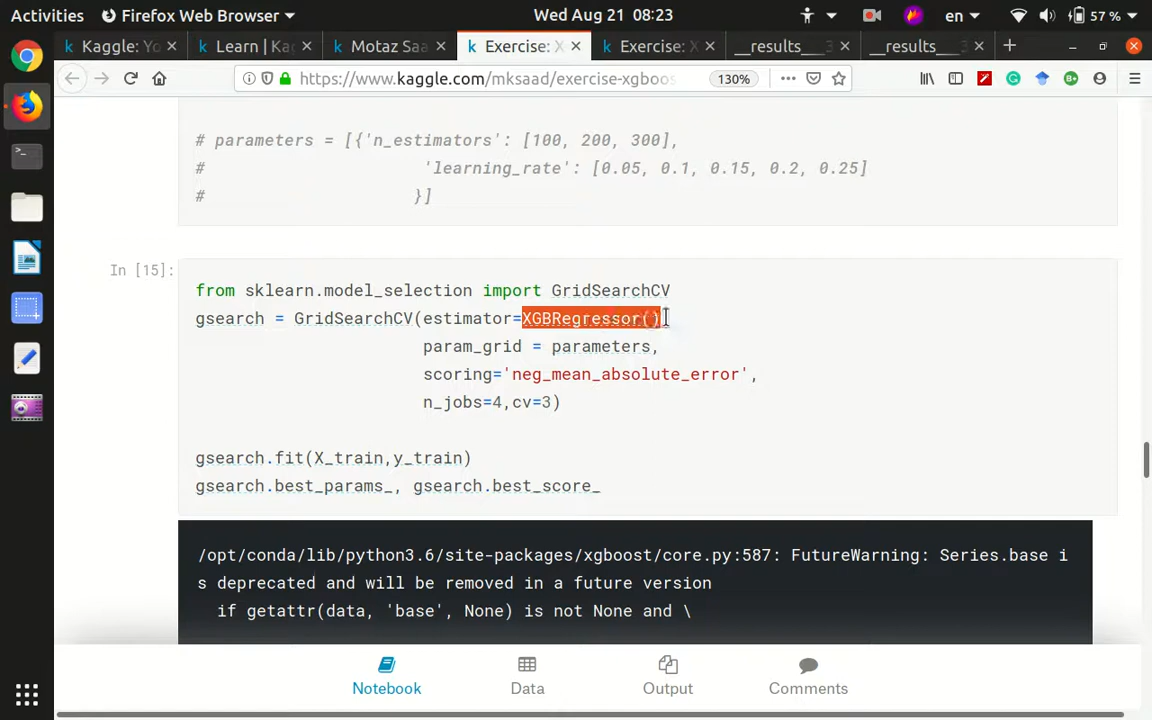 Activities Firefox Web Browser Wed Aug 21 08:23 en 57 %
Kaggle: Yo Learn | Kag Motaz Saa Exercise: X Exercise: X __results___ __results___
https://www.kaggle.com/mksaad/exercise-xgboos 130%
# parameters = [{'n_estimators': [100, 200, 300],
# 'learning_rate': [0.05, 0.1, 0.15, 0.2, 0.25]
# }]
In [15]:
from sklearn.model_selection import GridSearchCV
gsearch = GridSearchCV(estimator=XGBRegressor()
param_grid = parameters,
scoring='neg_mean_absolute_error',
n_jobs=4,cv=3)
gsearch.fit(X_train,y_train)
gsearch.best_params_, gsearch.best_score_
/opt/conda/lib/python3.6/site-packages/xgboost/core.py:587: FutureWarning: Series.base i
s deprecated and will be removed in a future version
if getattr(data, 'base', None) is not None and \
Notebook Data Output Comments